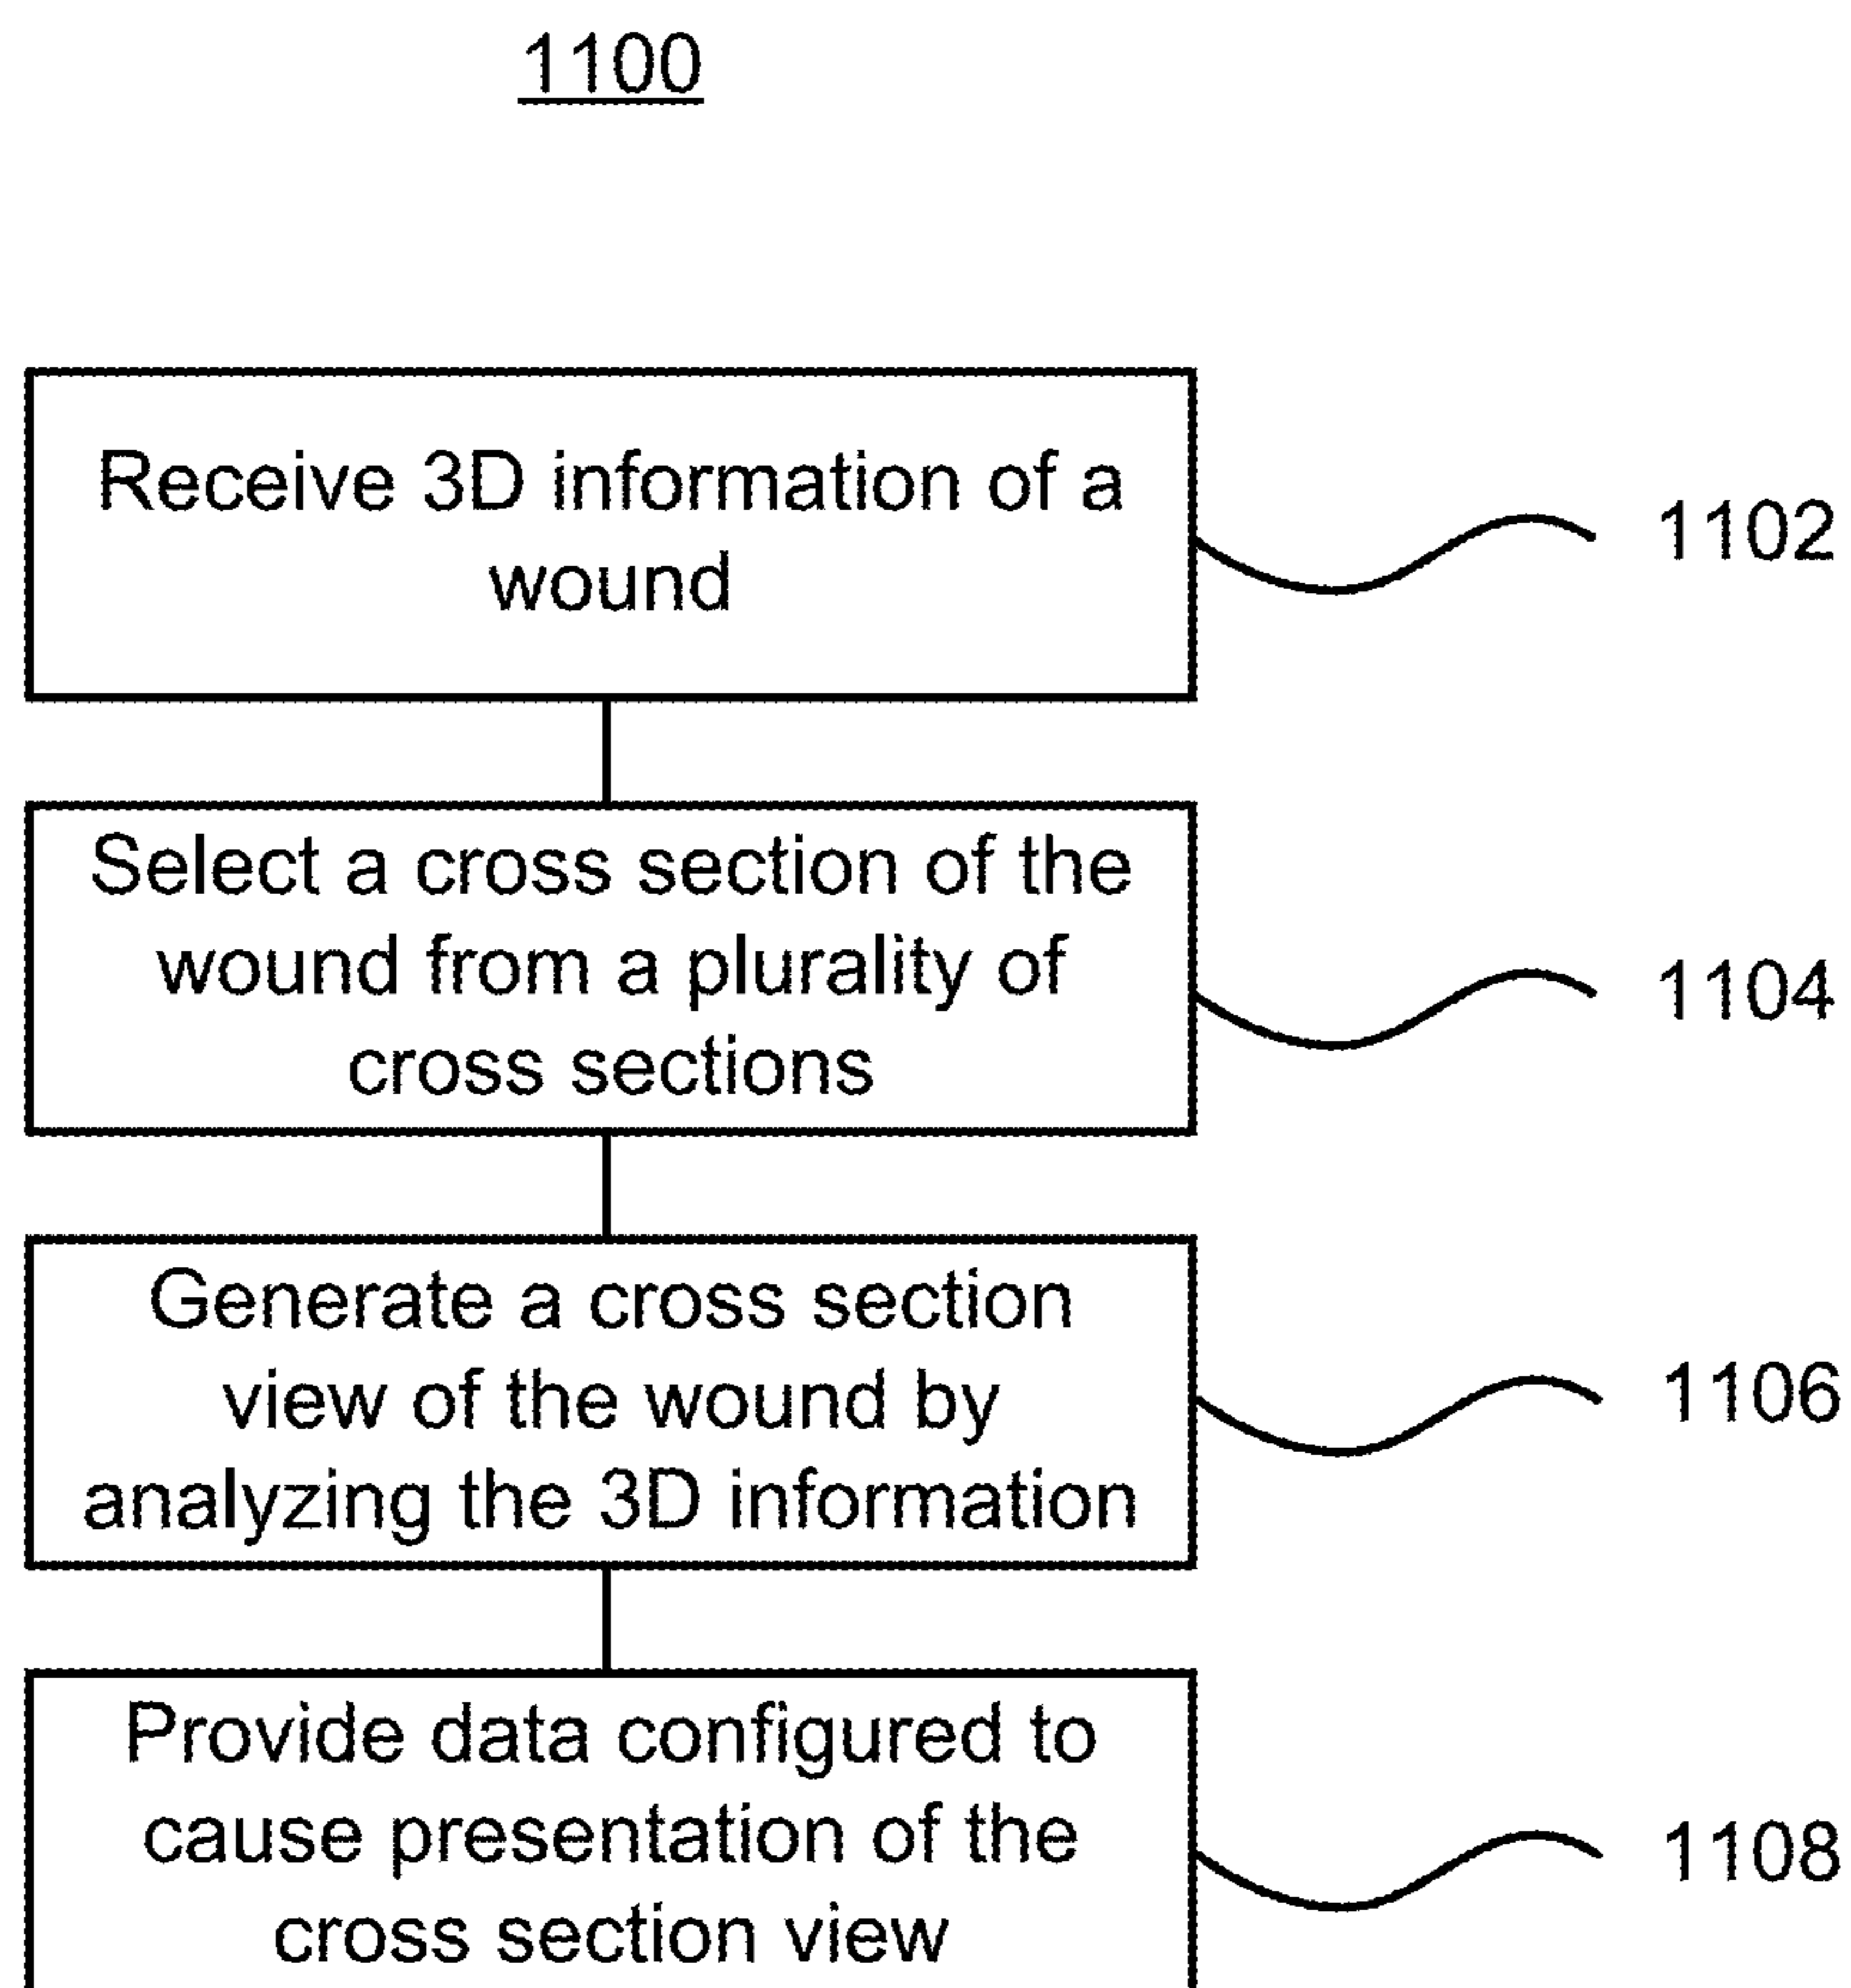 1100
Receive 3D information of a
wound
1102
Select a cross section of the
wound from a plurality of
cross sections
1104
Generate a cross section
view of the wound by
analyzing the 3D information
1106
Provide data configured to
cause presentation of the
cross section view
1108